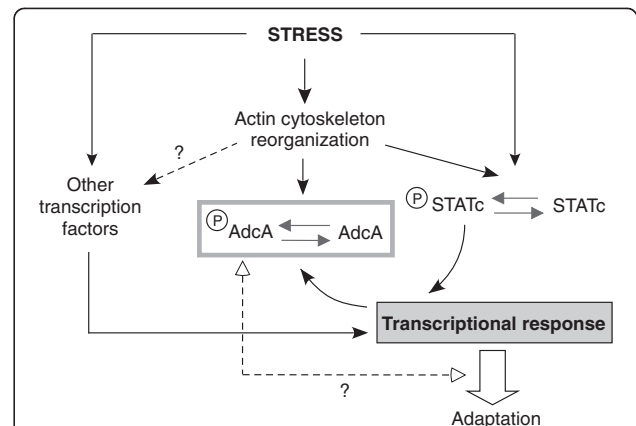 STRESS
Actin cytoskeleton
reorganization
?
Other
transcription
factors
P AdcA AdcA
P STATc STATc
Transcriptional response
?
Adaptation